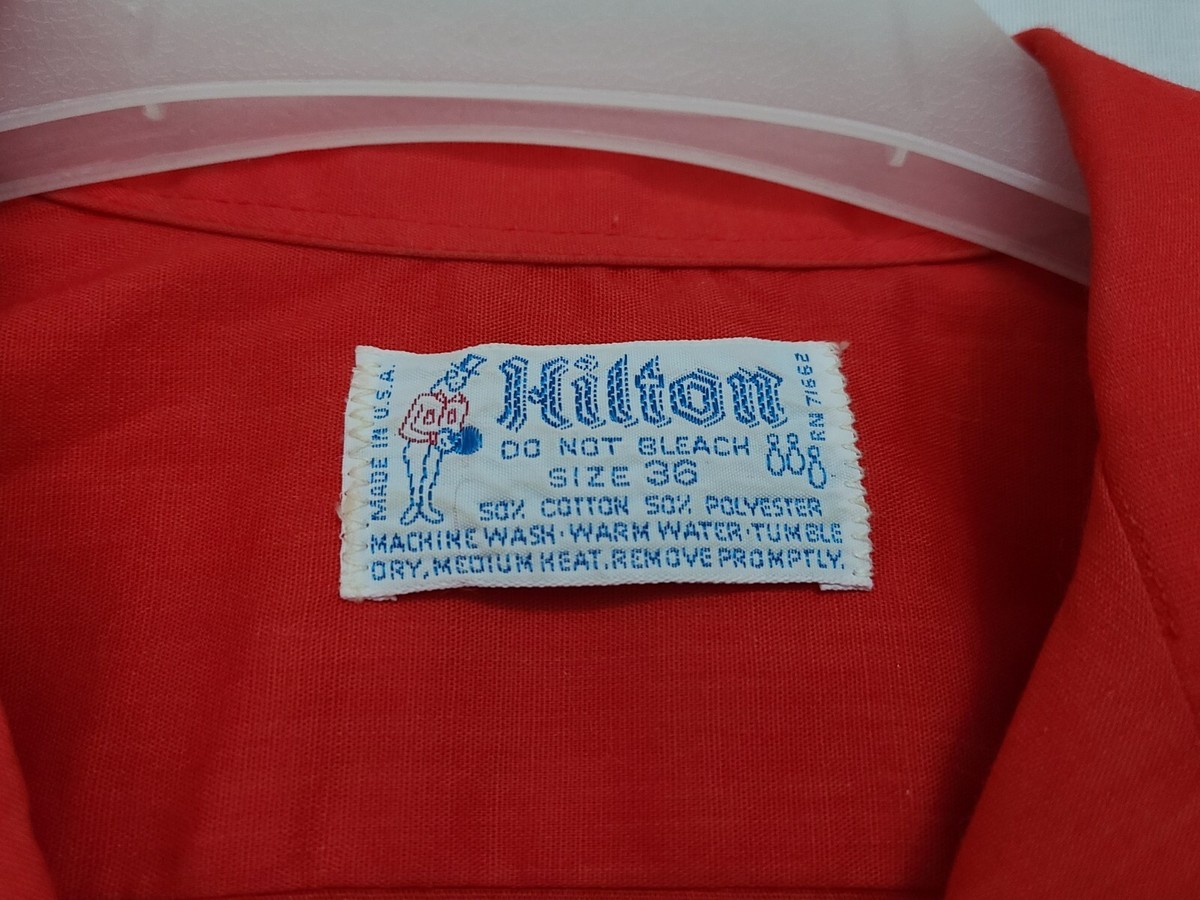 MADE IN U.S.A.
Hilton
DO NOT BLEACH
SIZE 36
50% COTTON 50% POLYESTER
MACHINE WASH·WARM WATER·TUMBLE
DRY, MEDIUM HEAT. REMOVE PROMPTLY.
RN 71662